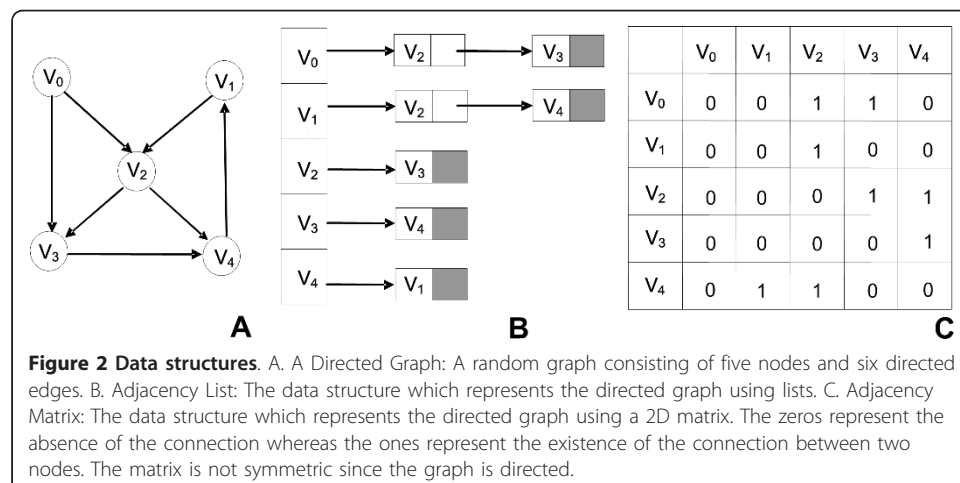 V₀
V₁
V₂
V₃
V₄
A
V₀ V₂ V₃
V₁ V₂ V₄
V₂ V₃
V₃ V₄
V₄ V₁
B
V₀ V₁ V₂ V₃ V₄
V₀ 0 0 1 1 0
V₁ 0 0 1 0 0
V₂ 0 0 0 1 1
V₃ 0 0 0 0 1
V₄ 0 1 1 0 0
C
Figure 2 Data structures. A. A Directed Graph: A random graph consisting of five nodes and six directed
edges. B. Adjacency List: The data structure which represents the directed graph using lists. C. Adjacency
Matrix: The data structure which represents the directed graph using a 2D matrix. The zeros represent the
absence of the connection whereas the ones represent the existence of the connection between two
nodes. The matrix is not symmetric since the graph is directed.